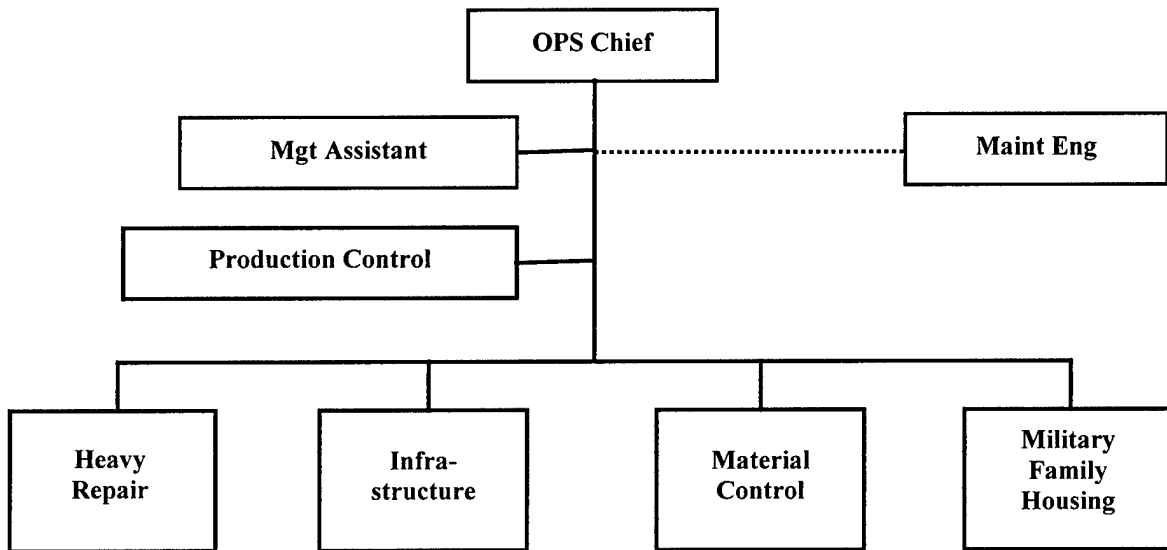 OPS Chief
Mgt Assistant
Maint Eng
Production Control
Heavy
Repair
Infra-
structure
Material
Control
Military
Family
Housing